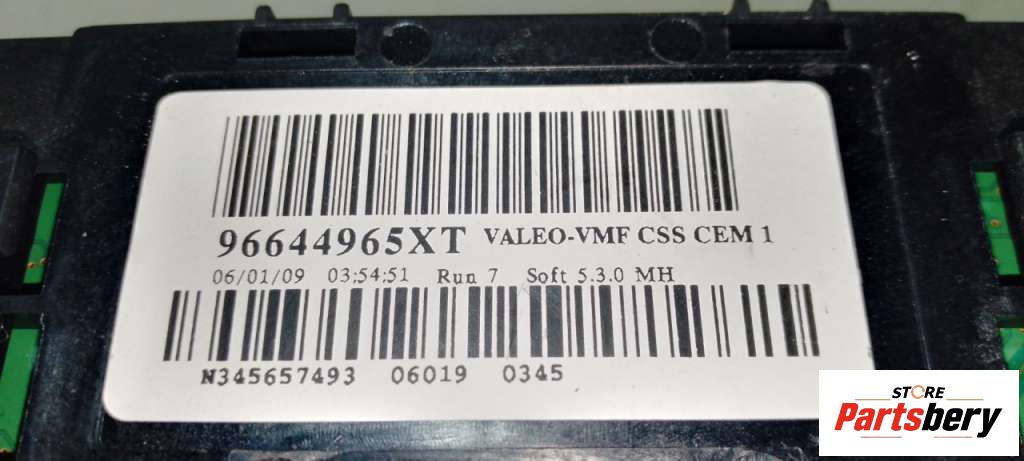 96644965XT VALEO-VMF CSS CEM 1
06/01/09 03:54:51 Run 7 Soft 5.3.0 MH
N345657493 06019 0345
STORE
Partsbery